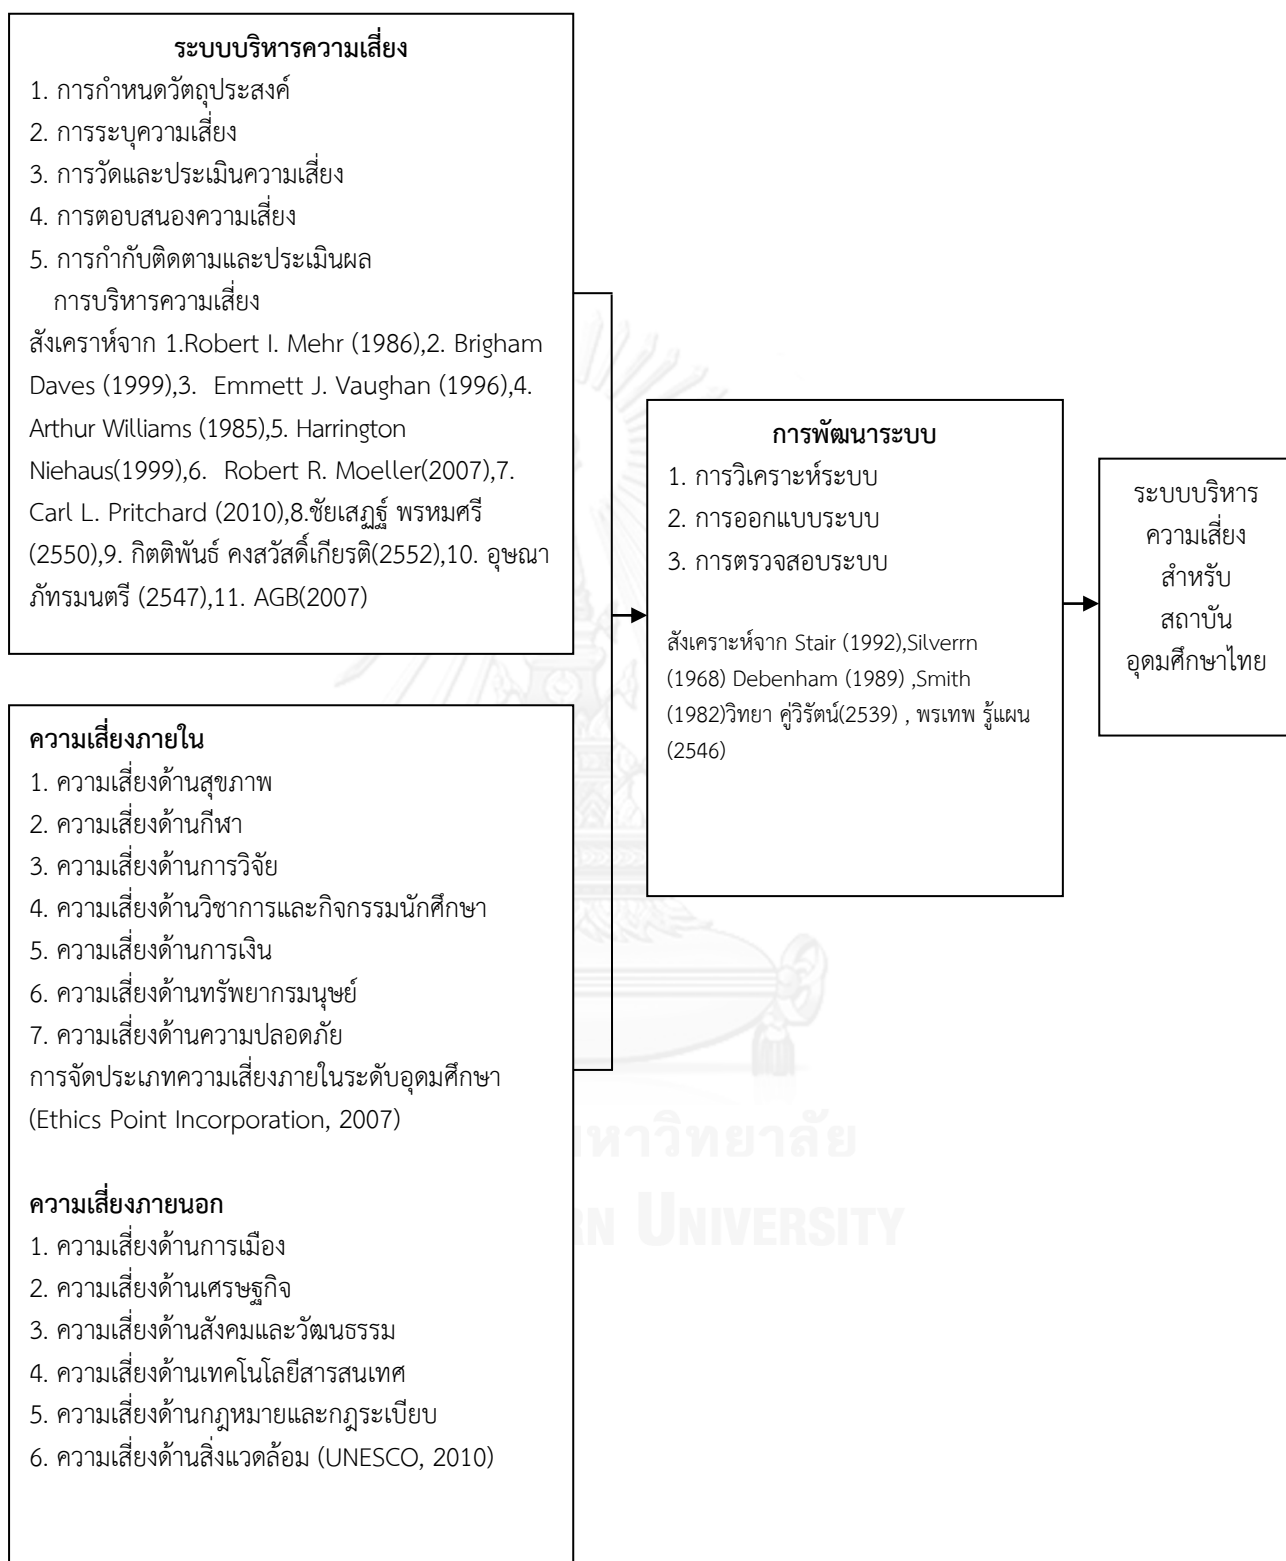 ระบบบริหารความเสี่ยง
1. การกำหนดวัตถุประสงค์
2. การระบุความเสี่ยง
3. การวัดและประเมินความเสี่ยง
4. การตอบสนองความเสี่ยง
5. การกำกับติดตามและประเมินผล
การบริหารความเสี่ยง
สังเคราห์จาก 1.Robert I. Mehr (1986),2. Brigham
Daves (1999),3. Emmett J. Vaughan (1996),4.
Arthur Williams (1985),5. Harrington
Niehaus(1999),6. Robert R. Moeller(2007),7.
Carl L. Pritchard (2010),8.ชัยเสฏฐ์ พรหมศรี
(2550),9. กิตติพันธ์ คงสวัสดิ์เกียรติ(2552),10. อุษณา
ภัทรมนตรี (2547),11. AGB(2007)
ความเสี่ยงภายใน
1. ความเสี่ยงด้านสุขภาพ
2. ความเสี่ยงด้านกีฬา
3. ความเสี่ยงด้านการวิจัย
4. ความเสี่ยงด้านวิชาการและกิจกรรมนักศึกษา
5. ความเสี่ยงด้านการเงิน
6. ความเสี่ยงด้านทรัพยากรมนุษย์
7. ความเสี่ยงด้านความปลอดภัย
การจัดประเภทความเสี่ยงภายในระดับอุดมศึกษา
(Ethics Point Incorporation, 2007)
ความเสี่ยงภายนอก
1. ความเสี่ยงด้านการเมือง
2. ความเสี่ยงด้านเศรษฐกิจ
3. ความเสี่ยงด้านสังคมและวัฒนธรรม
4. ความเสี่ยงด้านเทคโนโลยีสารสนเทศ
5. ความเสี่ยงด้านกฎหมายและกฎระเบียบ
6. ความเสี่ยงด้านสิ่งแวดล้อม (UNESCO, 2010)
การพัฒนาระบบ
1. การวิเคราะห์ระบบ
2. การออกแบบระบบ
3. การตรวจสอบระบบ
สังเคราะห์จาก Stair (1992),Silverrn
(1968) Debenham (1989) ,Smith
(1982)วิทยา คู่วิรัตน์(2539) , พรเทพ รู้แผน
(2546)
ระบบบริหาร
ความเสี่ยง
สำหรับ
สถาบัน
อุดมศึกษาไทย
หาวิทยาลัย
RN UNIVERSITY